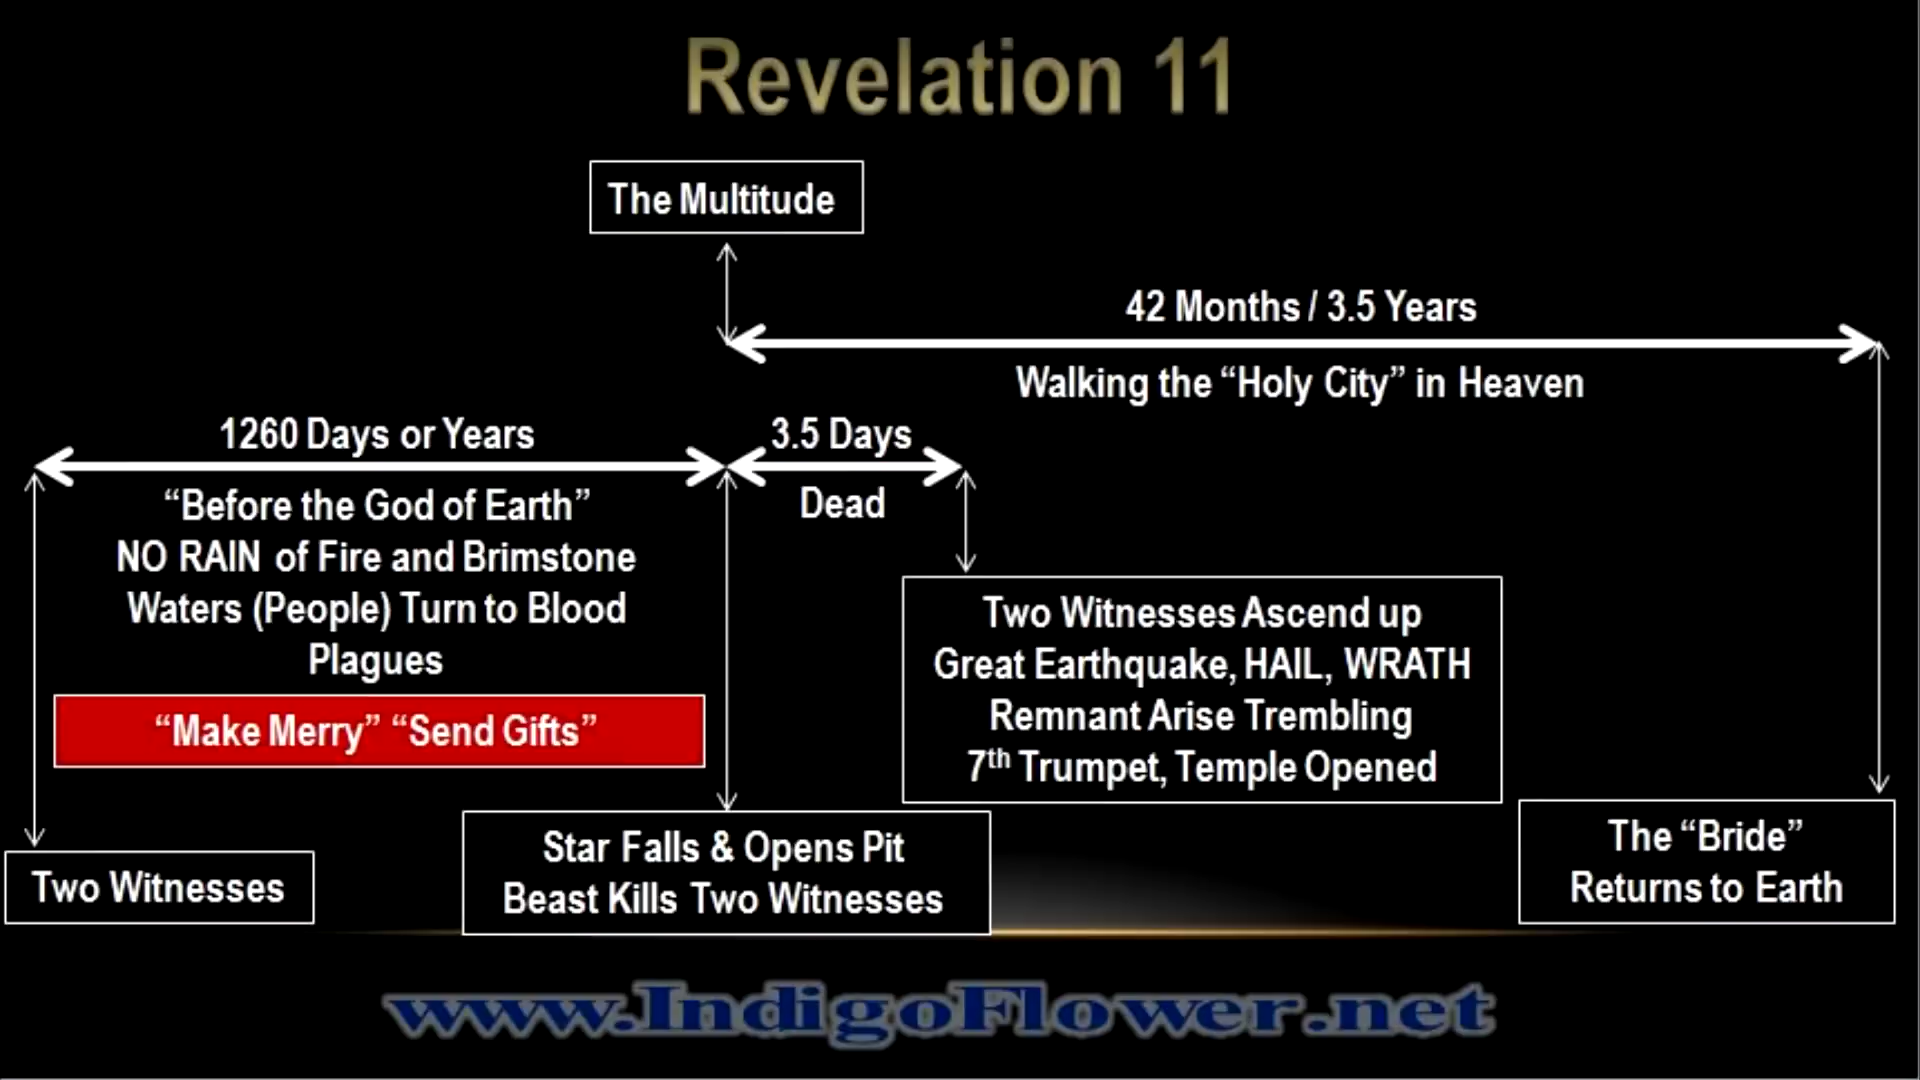 Revelation 11
The Multitude
42 Months / 3.5 Years
Walking the “Holy City” in Heaven
1260 Days or Years
3.5 Days
“Before the God of Earth”
NO RAIN of Fire and Brimstone
Waters (People) Turn to Blood
Plagues
Dead
“Make Merry” “Send Gifts”
Two Witnesses Ascend up
Great Earthquake, HAIL, WRATH
Remnant Arise Trembling
7th Trumpet, Temple Opened
Two Witnesses
Star Falls & Opens Pit
Beast Kills Two Witnesses
The “Bride”
Returns to Earth
www.IndigoFlower.net